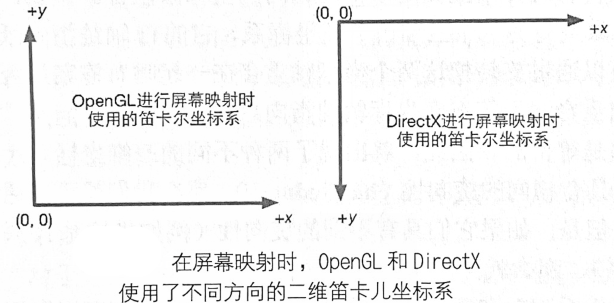 +y
OpenGL进行屏幕映射时
使用的笛卡尔坐标系
(0, 0)
+x
(0, 0)
+x
DirectX进行屏幕映射时
使用的笛卡尔坐标系
+y
在屏幕映射时，OpenGL 和 DirectX
使用了不同方向的二维笛卡儿坐标系